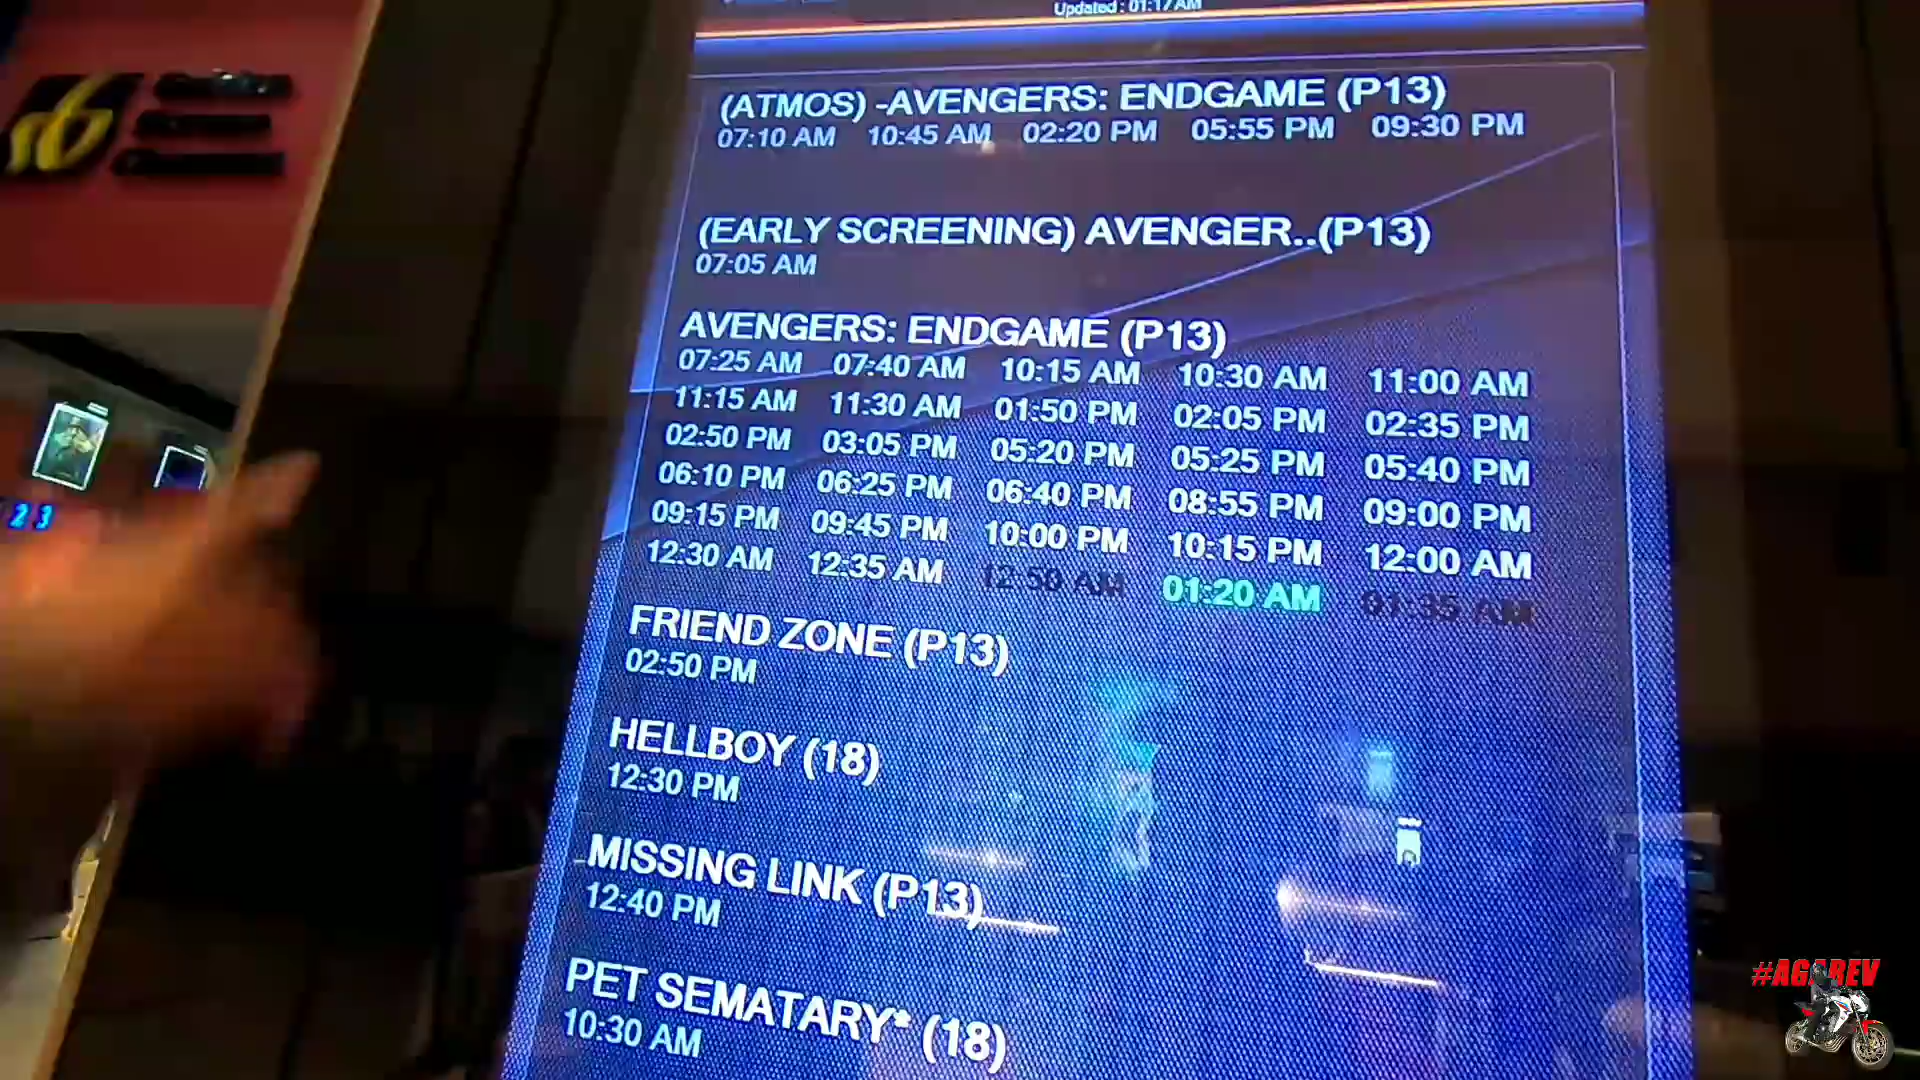 Updated : 01:17 AM
(ATMOS) -AVENGERS: ENDGAME (P13)
07:10 AM 10:45 AM 02:20 PM 05:55 PM 09:30 PM
(EARLY SCREENING) AVENGER..(P13)
07:05 AM
AVENGERS: ENDGAME (P13)
07:25 AM 07:40 AM 10:15 AM 10:30 AM 11:00 AM
11:15 AM 11:30 AM 01:50 PM 02:05 PM 02:35 PM
02:50 PM 03:05 PM 05:20 PM 05:25 PM 05:40 PM
06:10 PM 06:25 PM 06:40 PM 08:55 PM 09:00 PM
09:15 PM 09:45 PM 10:00 PM 10:15 PM 12:00 AM
12:30 AM 12:35 AM 12:50 AM 01:20 AM 01:35 AM
FRIEND ZONE (P13)
02:50 PM
HELLBOY (18)
12:30 PM
MISSING LINK (P13)
12:40 PM
PET SEMATARY* (18)
10:30 AM
2 3
#AGAREV